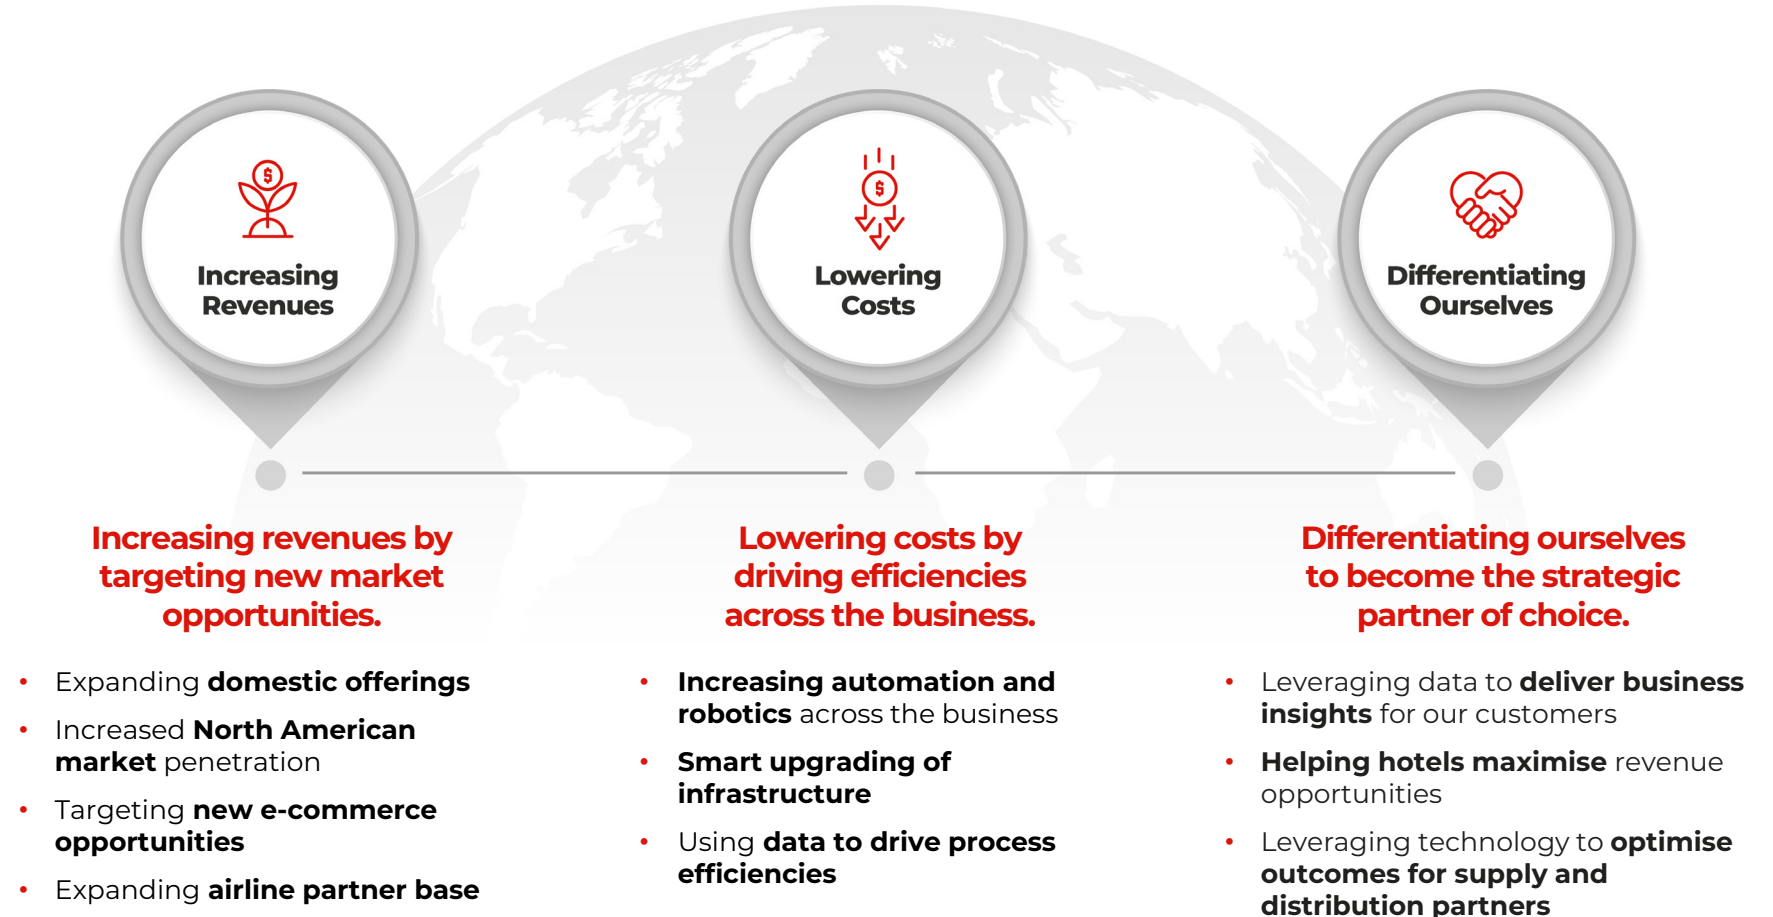 Increasing
Revenues
Lowering
Costs
Differentiating
Ourselves
Increasing revenues by
targeting new market
opportunities.
• Expanding domestic offerings
• Increased North American
market penetration
• Targeting new e-commerce
opportunities
• Expanding airline partner base
Lowering costs by
driving efficiencies
across the business.
• Increasing automation and
robotics across the business
• Smart upgrading of
infrastructure
• Using data to drive process
efficiencies
Differentiating ourselves
to become the strategic
partner of choice.
• Leveraging data to deliver business
insights for our customers
• Helping hotels maximise revenue
opportunities
• Leveraging technology to optimise
outcomes for supply and
distribution partners